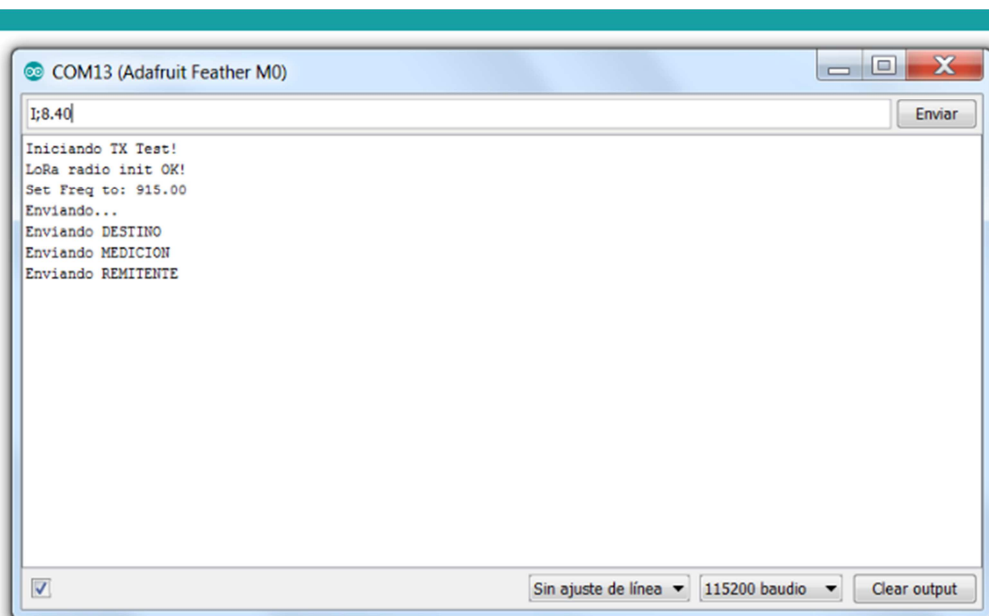 COM13 (Adafruit Feather M0)
I;8.40
Enviar
Iniciando TX Test!
LoRa radio init OK!
Set Freq to: 915.00
Enviando...
Enviando DESTINO
Enviando MEDICION
Enviando REMITENTE
Sin ajuste de línea
115200 baudio
Clear output